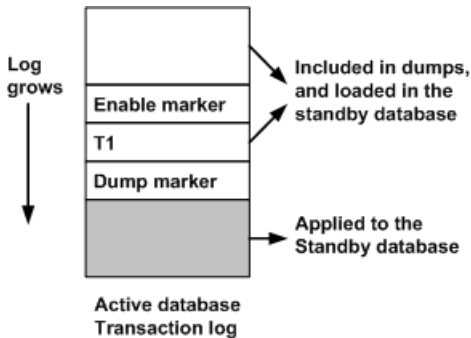 Log
grows
Enable marker
T1
Dump marker
Included in dumps,
and loaded in the
standby database
Applied to the
Standby database
Active database
Transaction log